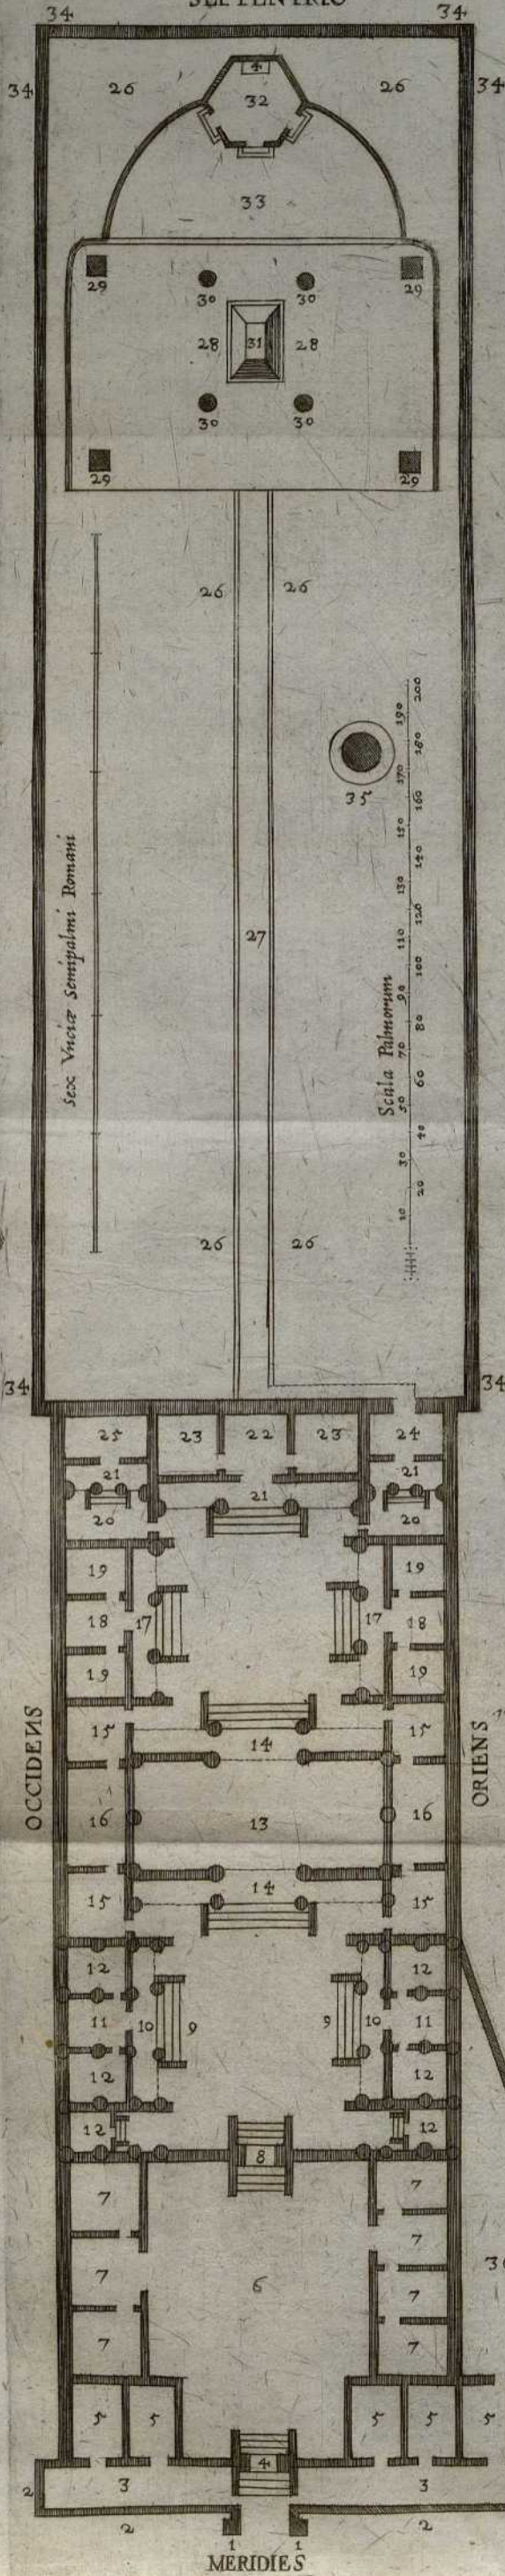 SEPTENTRIO
34 34
34 26 26 34
4
32
33
29 30 30 29
28 31 28
30 30
29 29
26 26
35
27
Sex Vnciæ Semipalmi Romani
Scala Palmorum
10 20 30 40 50 60 70 80 90 100 110 120 130 140 150 160 170 180 190 200
26 26
34 34
25 23 22 23 24
21 21 21
20 20
19 19
18 17 17 18
19 19
15 14 15
OCCIDENS
ORIENS
16 13 16
15 14 15
12 12
11 10 9 9 10 11
12 12
12 8 12
7 7
7 6 7
7 7
7
5 5 5 5 5
4
2 3 3
2 2
1 1
MERIDIES